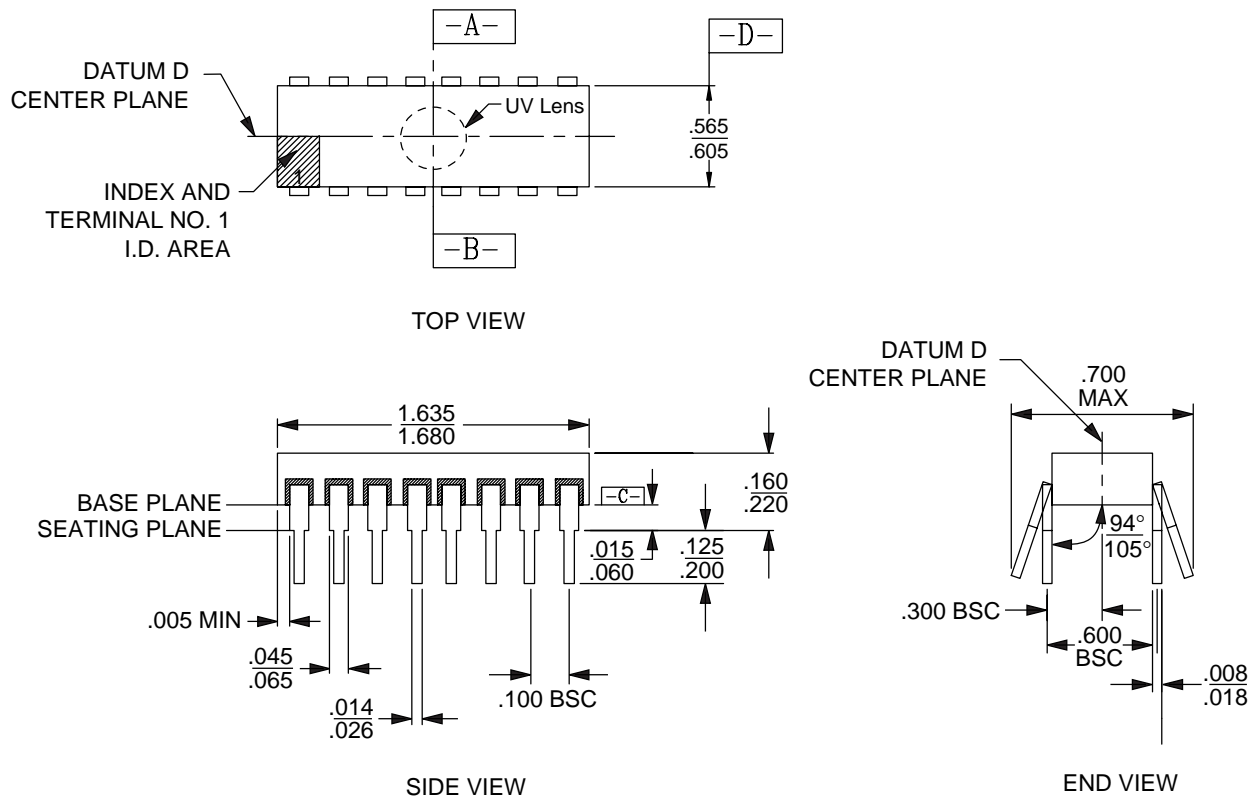 -A-
-D-
DATUM D
CENTER PLANE
UV Lens
.565
.605
1
INDEX AND
TERMINAL NO. 1
I.D. AREA
-B-
TOP VIEW
DATUM D
CENTER PLANE
.700
MAX
1.635
1.680
BASE PLANE
SEATING PLANE
-C-
.160
.220
.015
.060
.125
.200
94°
105°
.005 MIN
.300 BSC
.045
.065
.600
BSC
.100 BSC
.014
.026
.008
.018
SIDE VIEW
END VIEW